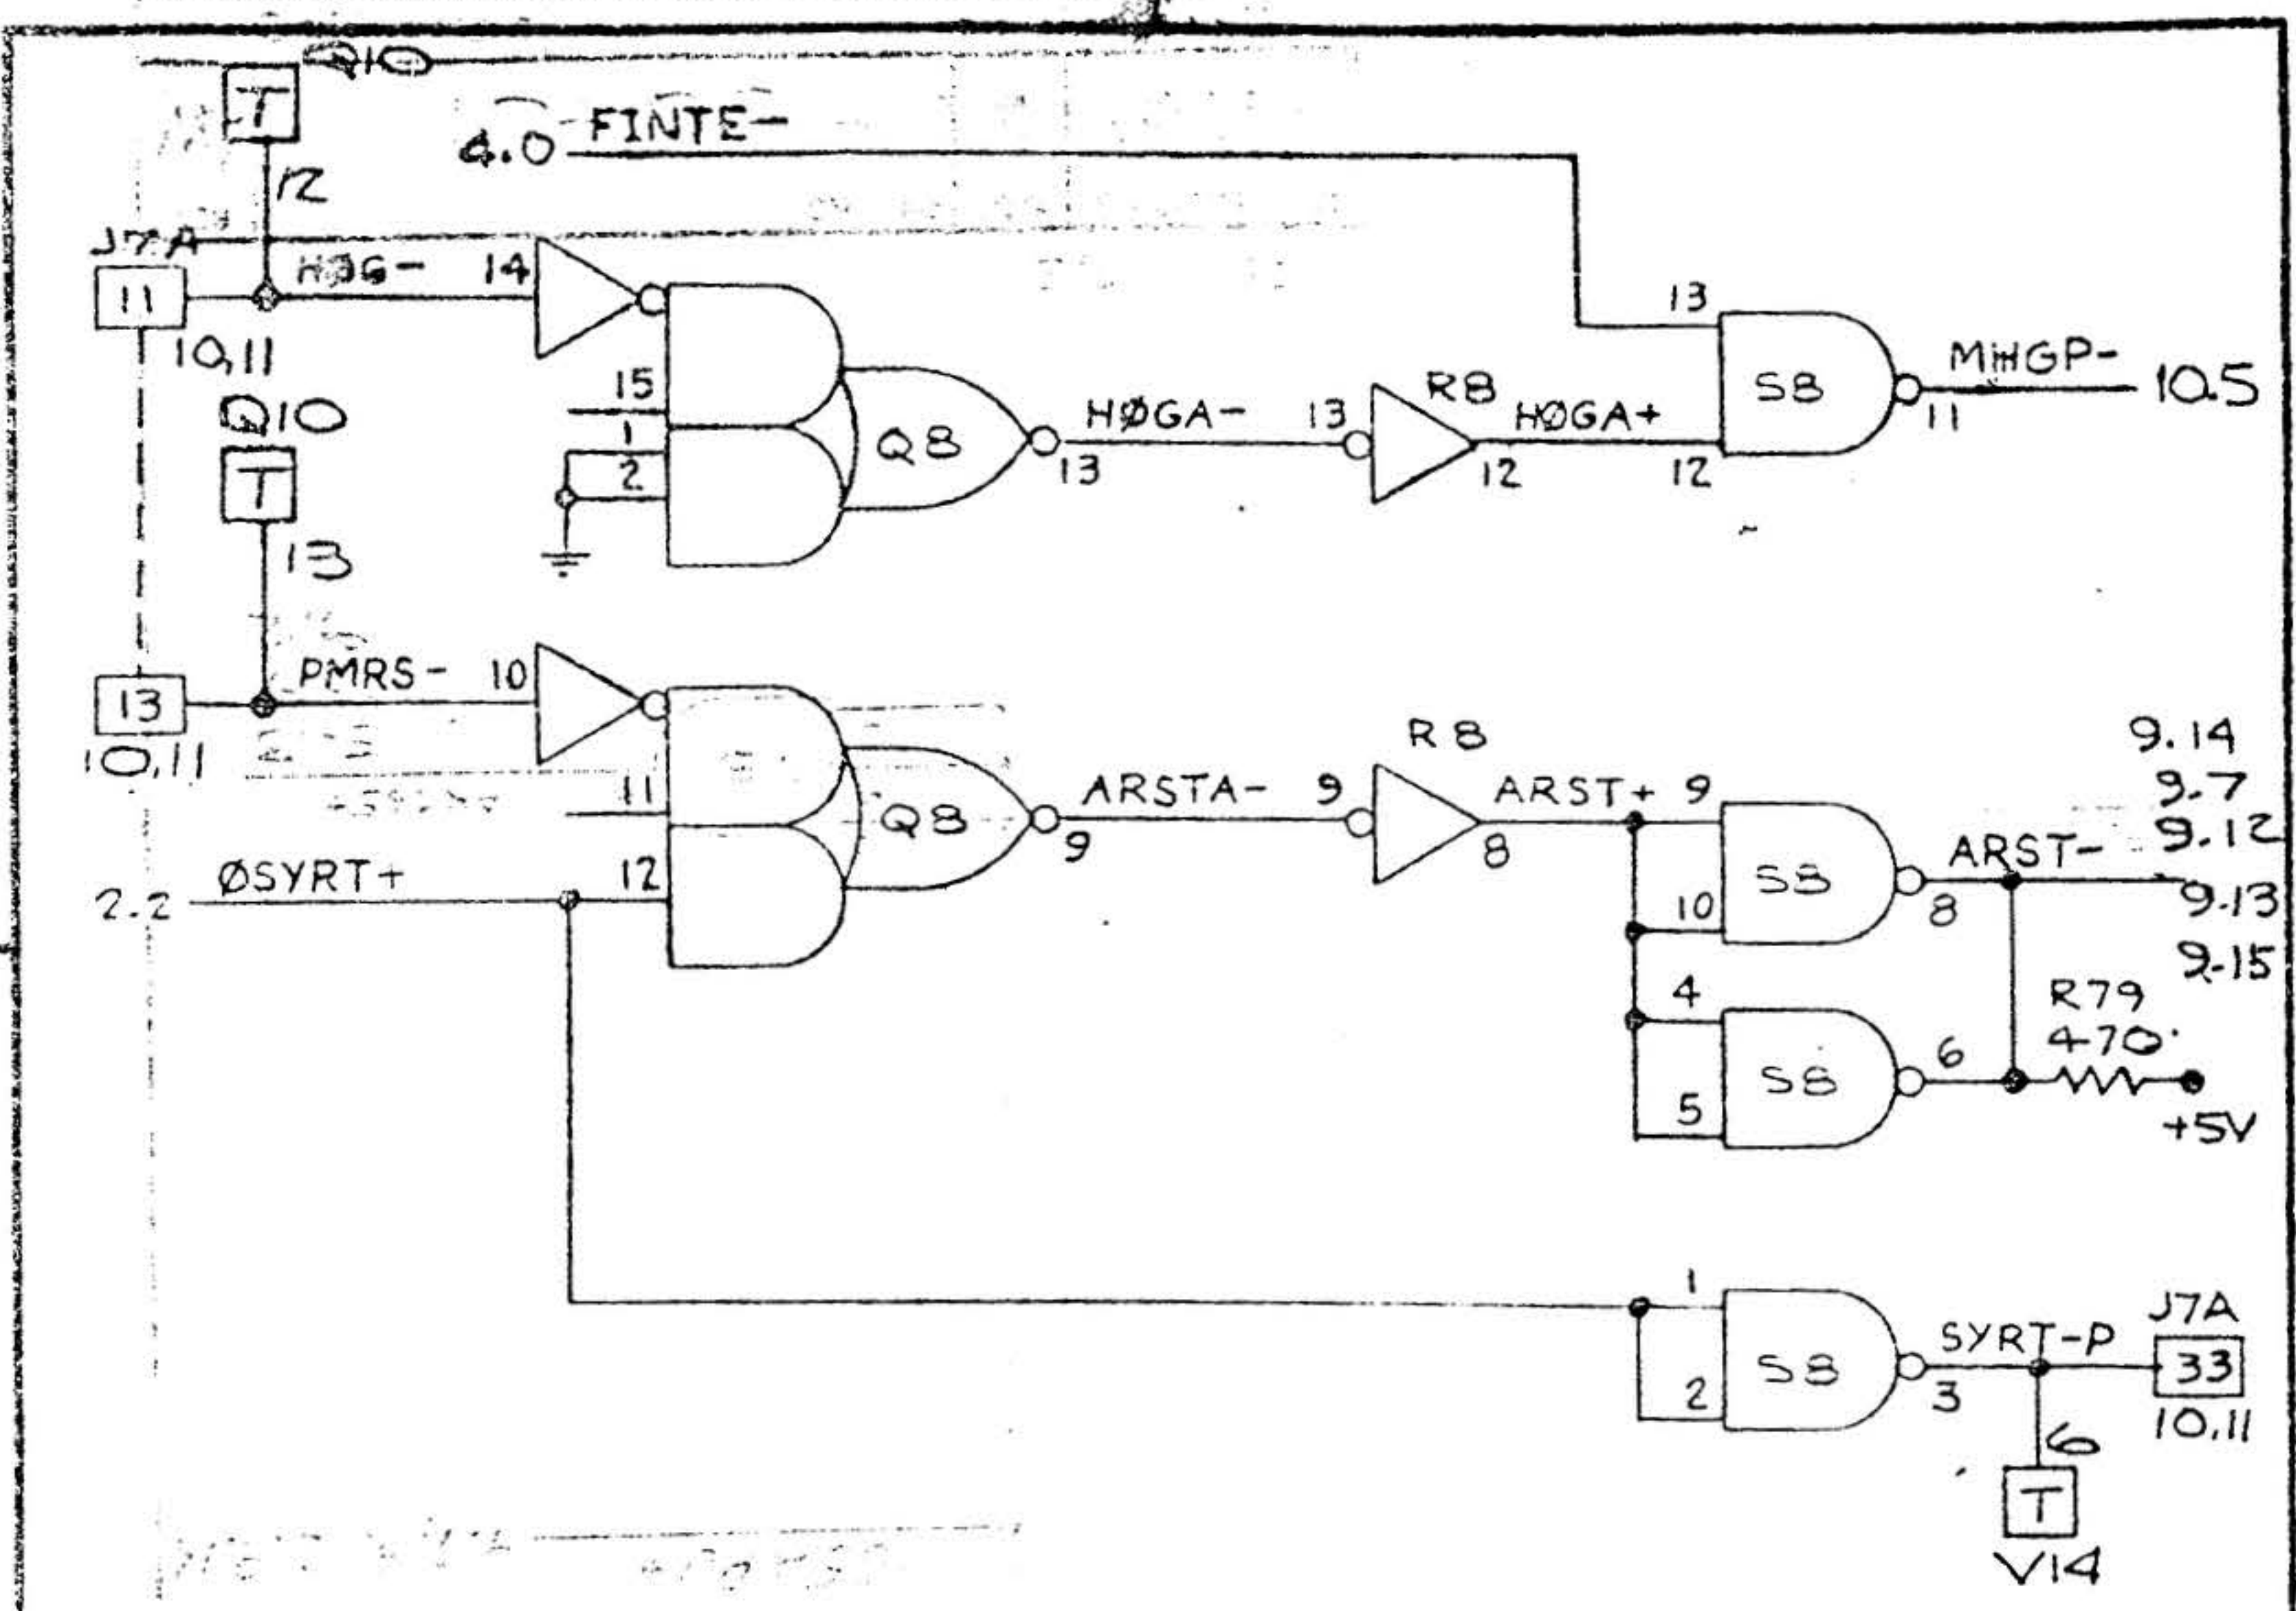 Q10
T
12
4.0 FINTE-
J7A
11
HØG- 14
10,11
15
1
2
Q8
HØGA- 13
13
R8
HØGA+
12
12
13
S8
11
MHGP- 10.5
Q10
T
13
13
PMRS- 10
10,11
11
2.2 ØSYRT+ 12
Q8
9
ARSTA- 9
R8
8
ARST+ 9
10
S8
8
ARST-
9.14
9.7
9.12
9.13
9.15
4
5
S8
6
R79
470
+5V
1
2
S8
3
SYRT-P
J7A
33
10,11
6
T
V14